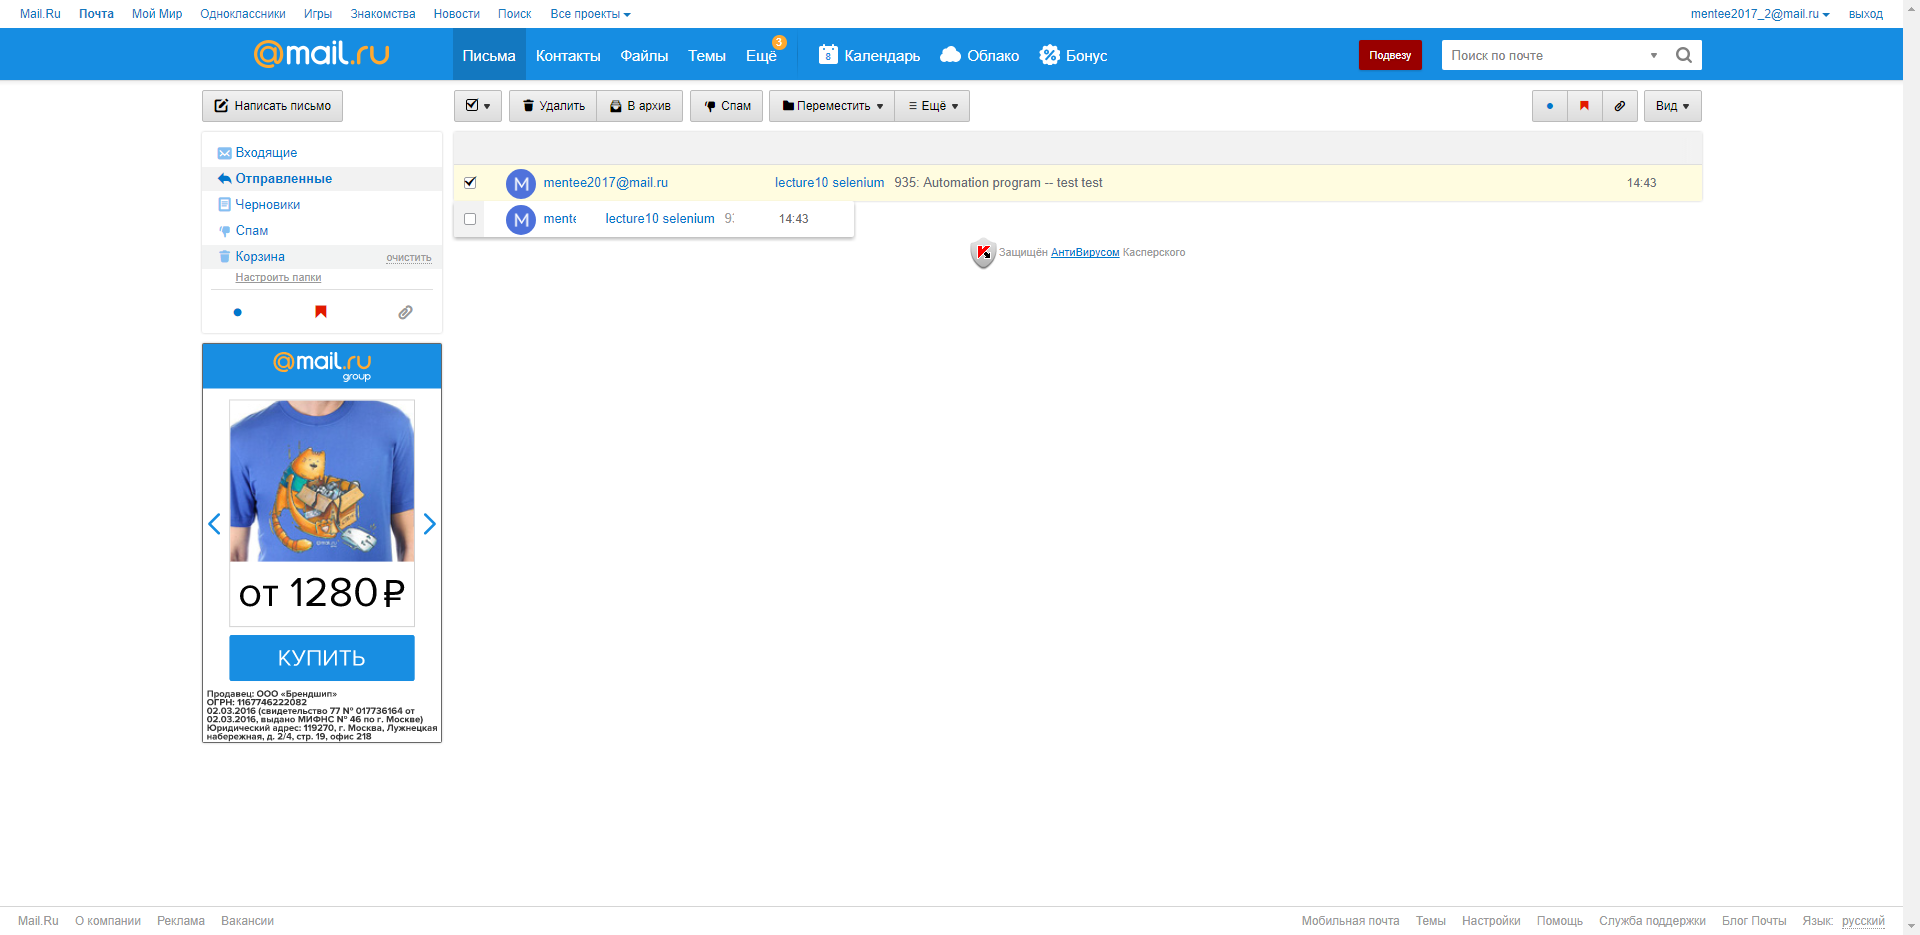 Mail.Ru Почта Мой Мир Одноклассники Игры Знакомства Новости Поиск Все проекты mentee2017_2@mail.ru выход
@mail.ru Письма Контакты Файлы Темы Ещё 3 8 Календарь Облако Бонус Подвезу Поиск по почте
Написать письмо Удалить В архив Спам Переместить Ещё Вид
Входящие
Отправленные
Черновики
Спам
Корзина очистить
Настроить папки
M mentee2017@mail.ru lecture10 selenium 935: Automation program -- test test 14:43
M mente lecture10 selenium 14:43
Защищён АнтиВирусом Касперского
@mail.ru
group
@mail.ru
от 1280 ₽
КУПИТЬ
Продавец: ООО «Брендшип»
ОГРН: 1167746222082
02.03.2016 (свидетельство 77 № 017736164 от
02.03.2016, выдано МИФНС № 46 по г. Москве)
Юридический адрес: 119270, г. Москва, Лужнецкая
набережная, д. 2/4, стр. 19, офис 218
Mail.Ru О компании Реклама Вакансии Мобильная почта Темы Настройки Помощь Служба поддержки Блог Почты Язык: русский